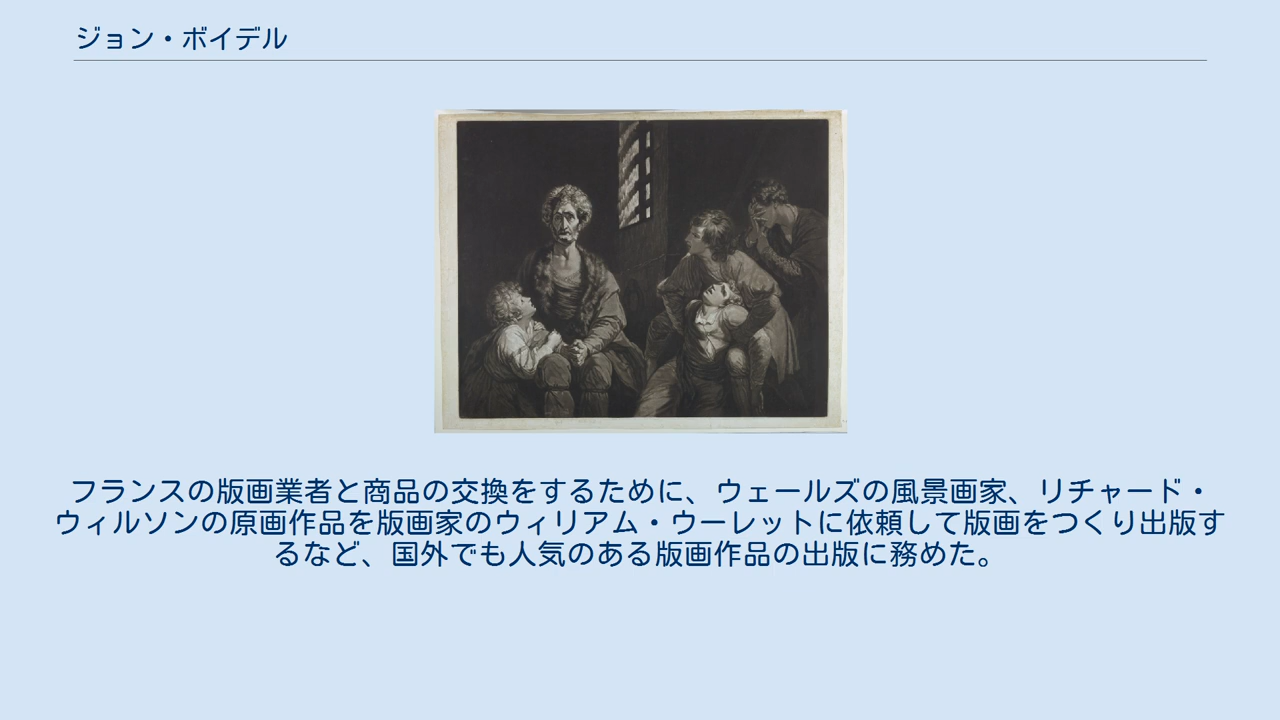 ジョン・ボイデル
フランスの版画業者と商品の交換をするために、ウェールズの風景画家、リチャード・
ウィルソンの原画作品を版画家のウィリアム・ウーレットに依頼して版画をつくり出版す
るなど、国外でも人気のある版画作品の出版に務めた。